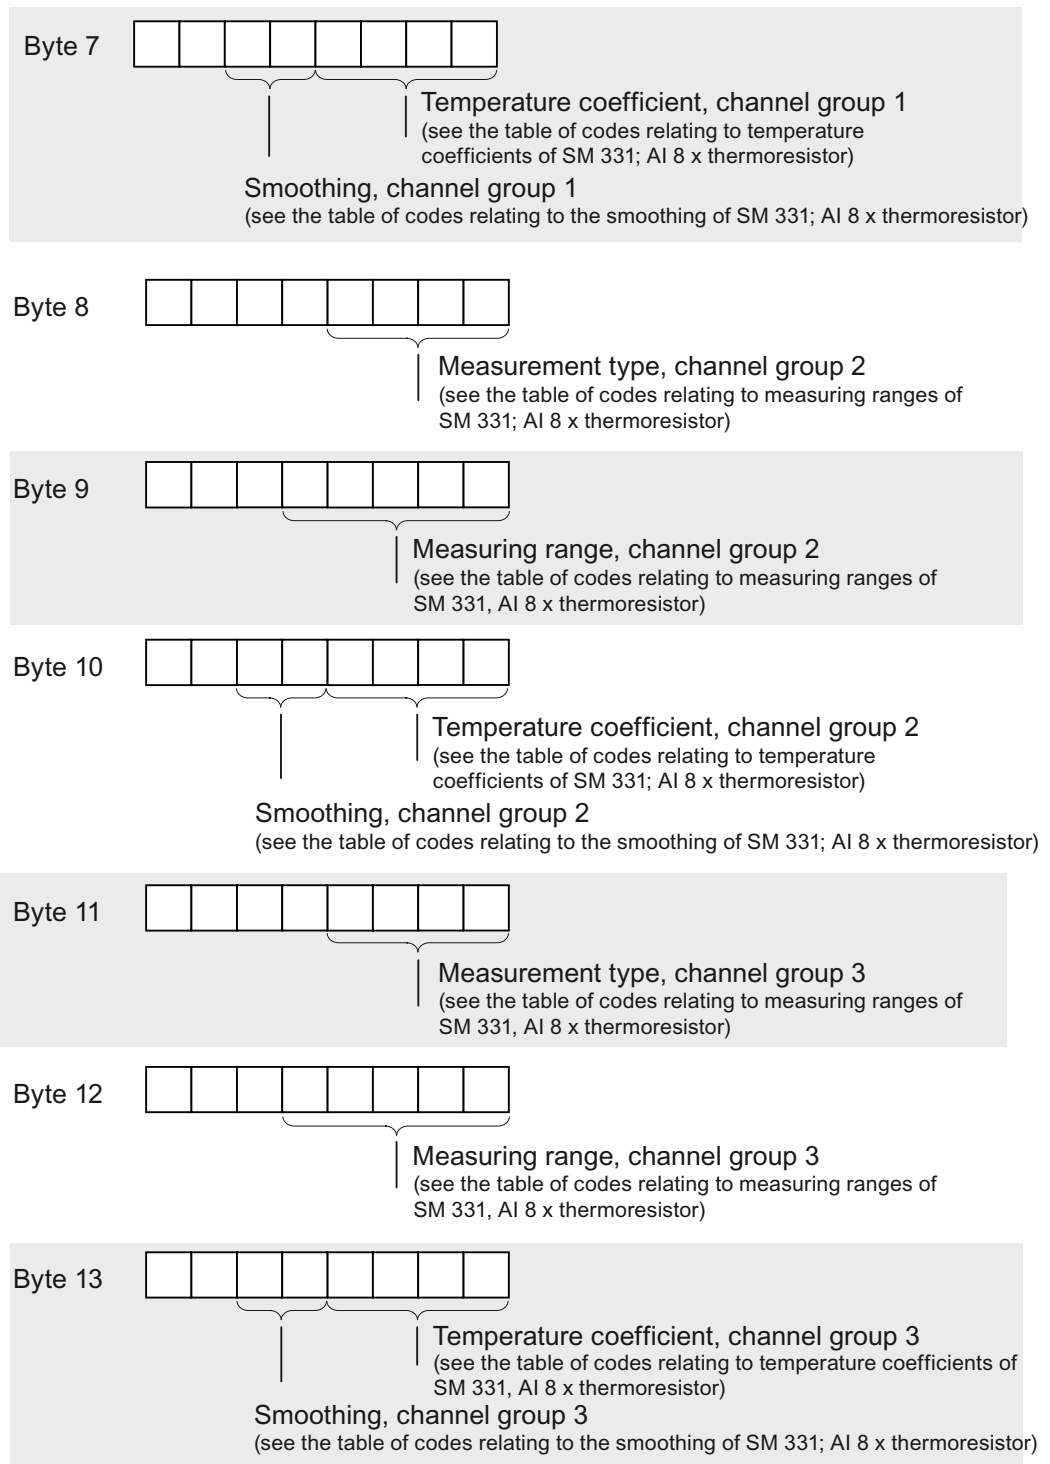 Byte 7
Temperature coefficient, channel group 1
(see the table of codes relating to temperature
coefficients of SM 331; AI 8 x thermoresistor)
Smoothing, channel group 1
(see the table of codes relating to the smoothing of SM 331; AI 8 x thermoresistor)
Byte 8
Measurement type, channel group 2
(see the table of codes relating to measuring ranges of
SM 331; AI 8 x thermoresistor)
Byte 9
Measuring range, channel group 2
(see the table of codes relating to measuring ranges of
SM 331, AI 8 x thermoresistor)
Byte 10
Temperature coefficient, channel group 2
(see the table of codes relating to temperature
coefficients of SM 331; AI 8 x thermoresistor)
Smoothing, channel group 2
(see the table of codes relating to the smoothing of SM 331; AI 8 x thermoresistor)
Byte 11
Measurement type, channel group 3
(see the table of codes relating to measuring ranges of
SM 331, AI 8 x thermoresistor)
Byte 12
Measuring range, channel group 3
(see the table of codes relating to measuring ranges of
SM 331, AI 8 x thermoresistor)
Byte 13
Temperature coefficient, channel group 3
(see the table of codes relating to temperature coefficients of
SM 331, AI 8 x thermoresistor)
Smoothing, channel group 3
(see the table of codes relating to the smoothing of SM 331; AI 8 x thermoresistor)